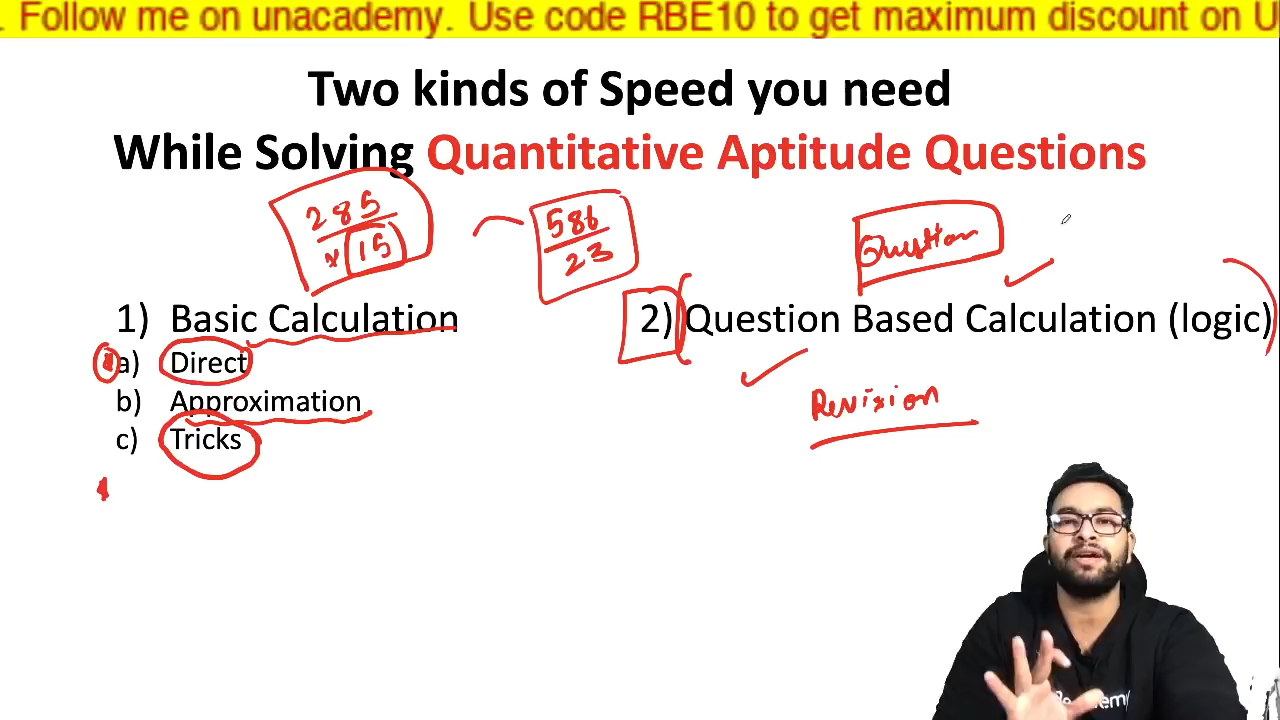 . Follow me on unacademy. Use code RBE10 to get maximum discount on U
Two kinds of Speed you need
While Solving Quantitative Aptitude Questions
285
x 15
586
23
Question
1) Basic Calculation
2) Question Based Calculation (logic)
a) Direct
b) Approximation
c) Tricks
Revision